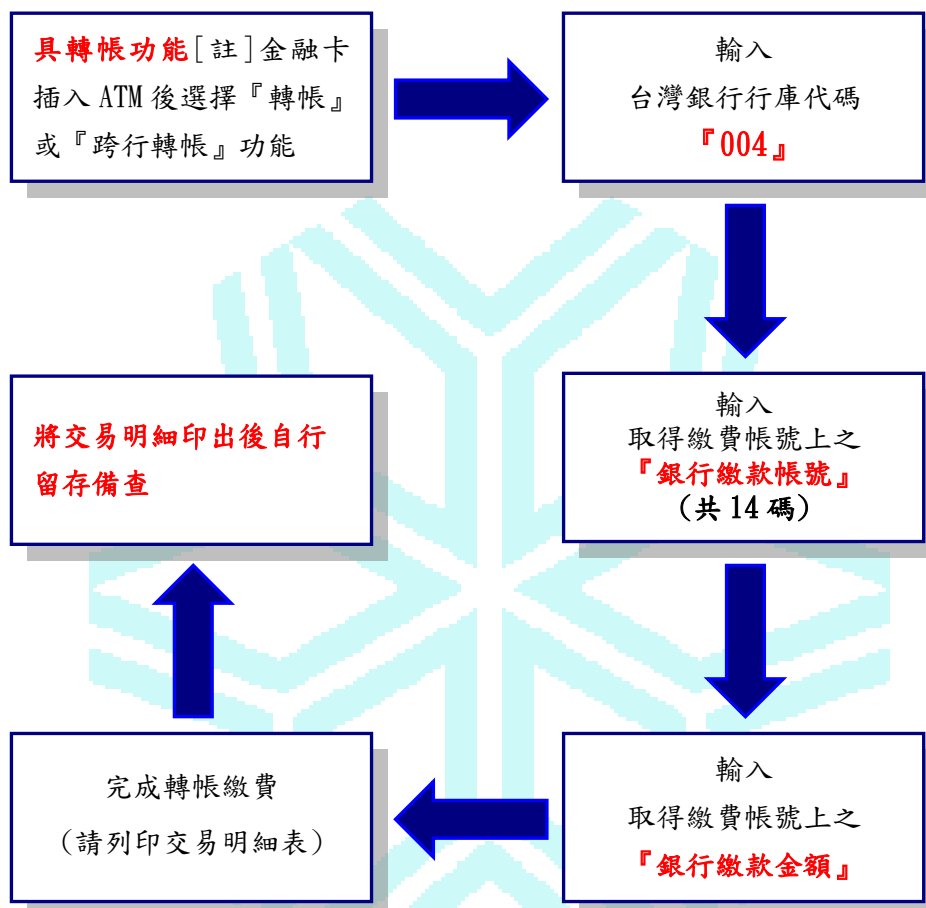 具轉帳功能[註]金融卡
插入 ATM 後選擇『轉帳』
或『跨行轉帳』功能
輸入
台灣銀行行庫代碼
『004』
輸入
取得繳費帳號上之
『銀行繳款帳號』
(共 14 碼)
輸入
取得繳費帳號上之
『銀行繳款金額』
完成轉帳繳費
(請列印交易明細表)
將交易明細印出後自行
留存備查